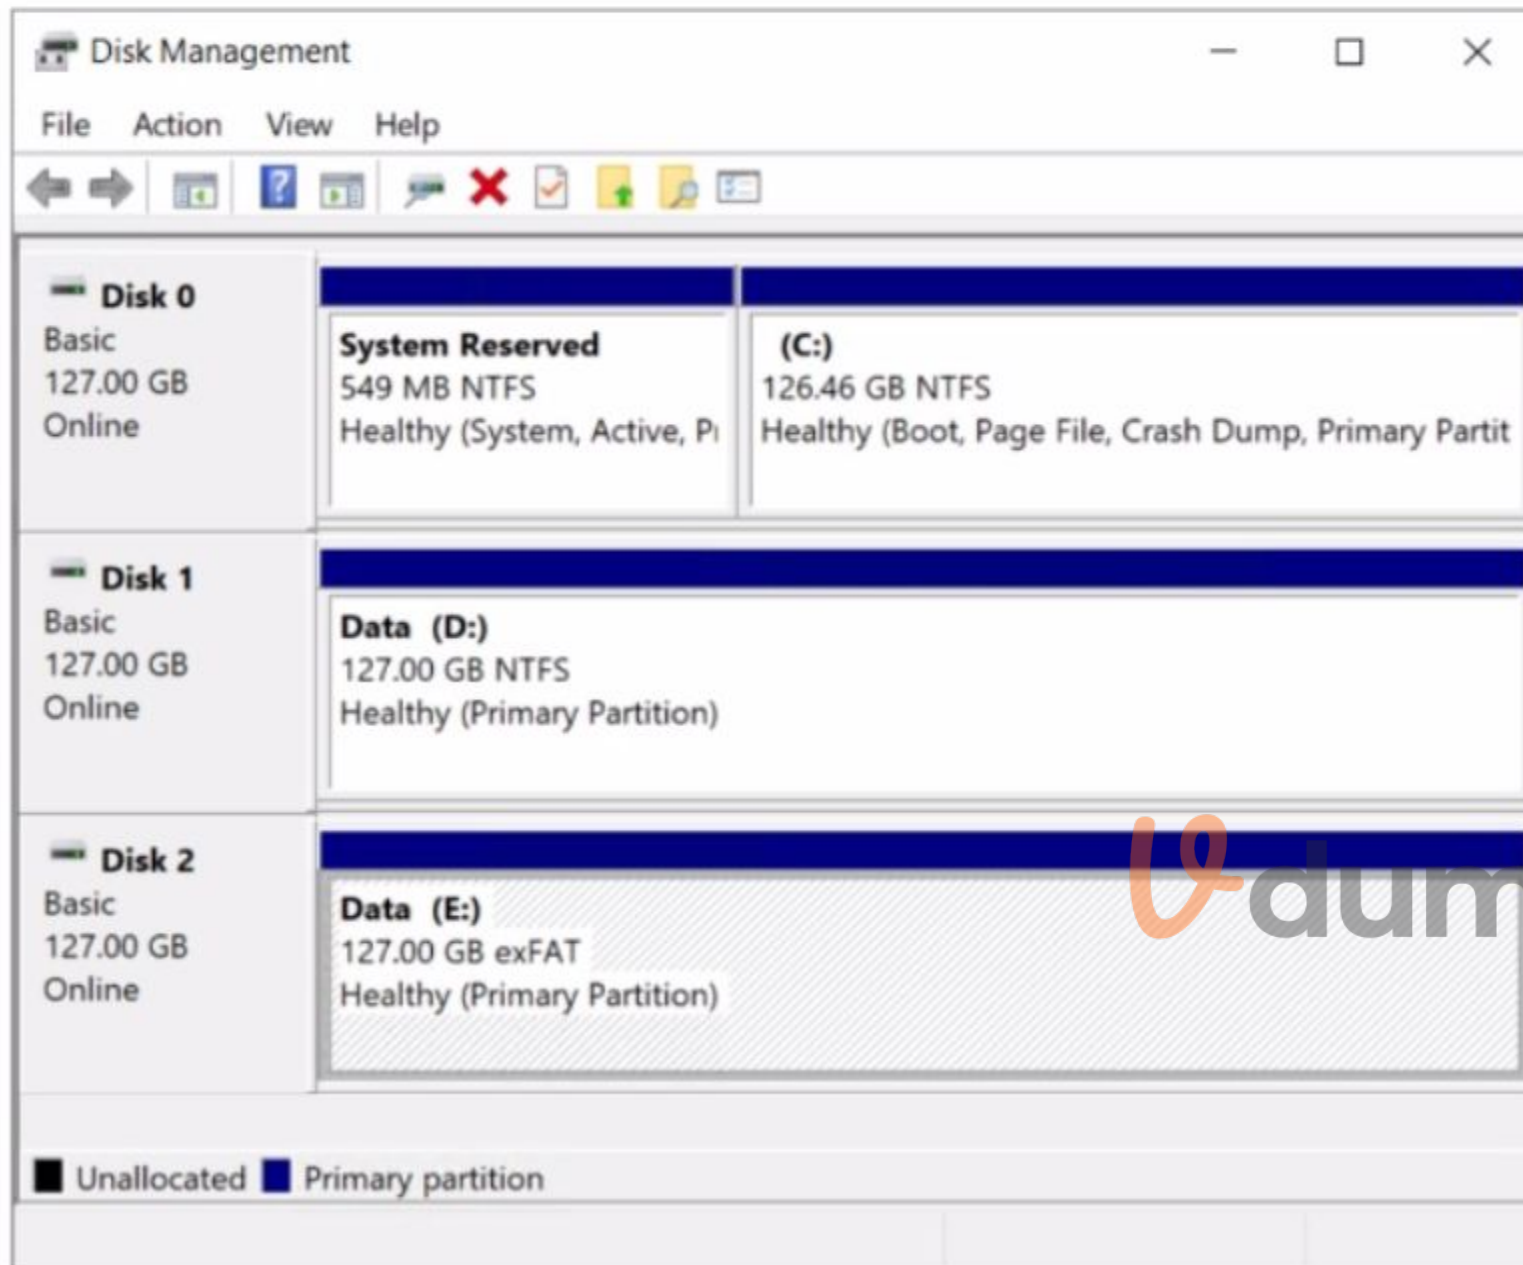 Disk Management
File Action View Help
Disk 0
Basic
127.00 GB
Online
System Reserved
549 MB NTFS
Healthy (System, Active, Pr
(C:)
126.46 GB NTFS
Healthy (Boot, Page File, Crash Dump, Primary Partit
Disk 1
Basic
127.00 GB
Online
Data (D:)
127.00 GB NTFS
Healthy (Primary Partition)
Disk 2
Basic
127.00 GB
Online
Data (E:)
127.00 GB exFAT
Healthy (Primary Partition)
dum
Unallocated Primary partition